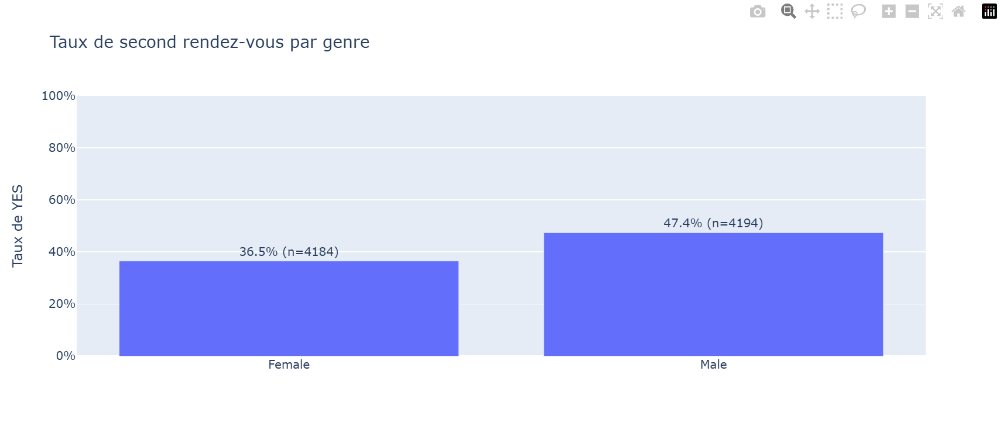 Taux de second rendez-vous par genre
Taux de YES
100%
80%
60%
40%
20%
0%
36.5% (n=4184)
47.4% (n=4194)
Female
Male